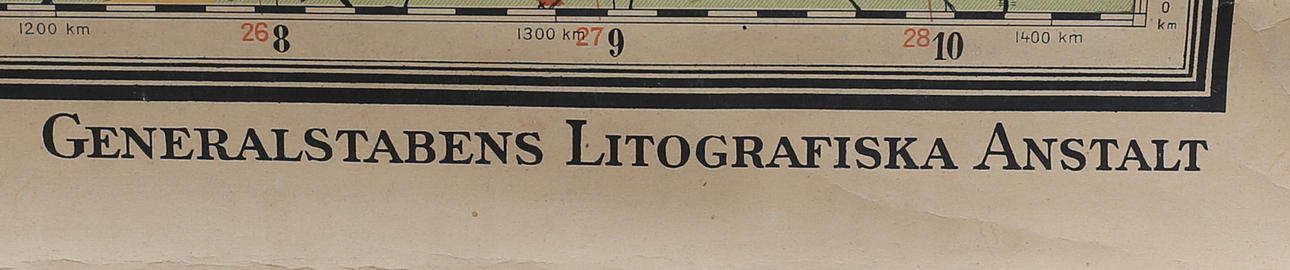 0
km
1200 km 26 8 1300 km 27 9 28 10 1400 km
GENERALSTABENS LITOGRAFISKA ANSTALT